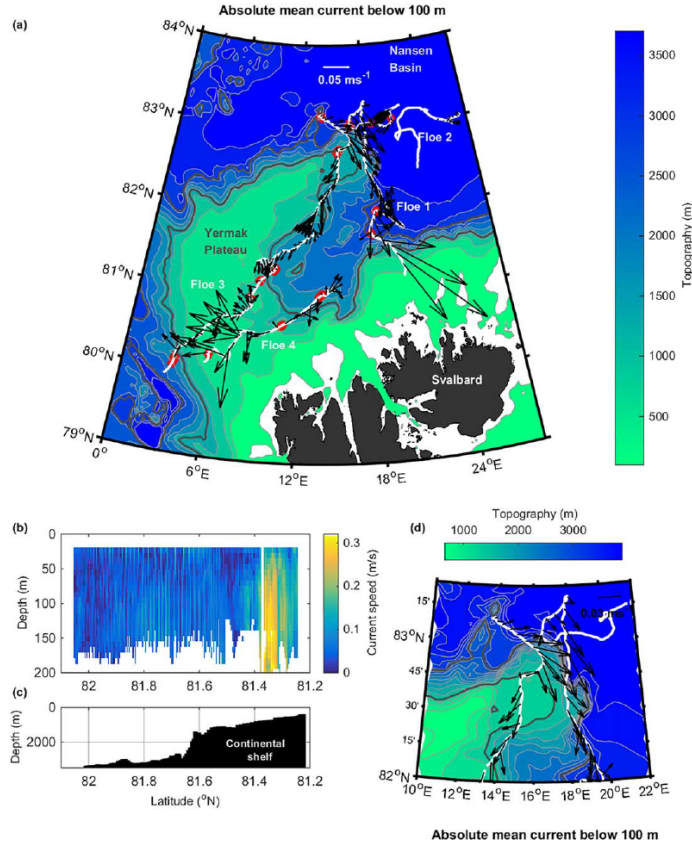 Absolute mean current below 100 m
(a)
84°N
Nansen
Basin
0.05 ms-1
83°N
Floe 2
82°N
Floe 1
Yermak
Plateau
81°N
Floe 3
Floe 4
80°N
Svalbard
79°N
0°
6°E
12°E
18°E
24°E
3500
3000
2500
2000
1500
1000
500
Topography (m)
(b)
0
50
100
150
200
Depth (m)
82
81.8
81.6
81.4
81.2
0.3
0.2
0.1
0
Current speed (m/s)
(c)
0
2000
Depth (m)
Continental
shelf
82
81.8
81.6
81.4
81.2
Latitude (°N)
(d)
Topography (m)
1000
2000
3000
15'
0.05 ms
83°N
45'
30'
15'
82°N
10°E
12°E
14°E
16°E
18°E
20°E
22°E
Absolute mean current below 100 m